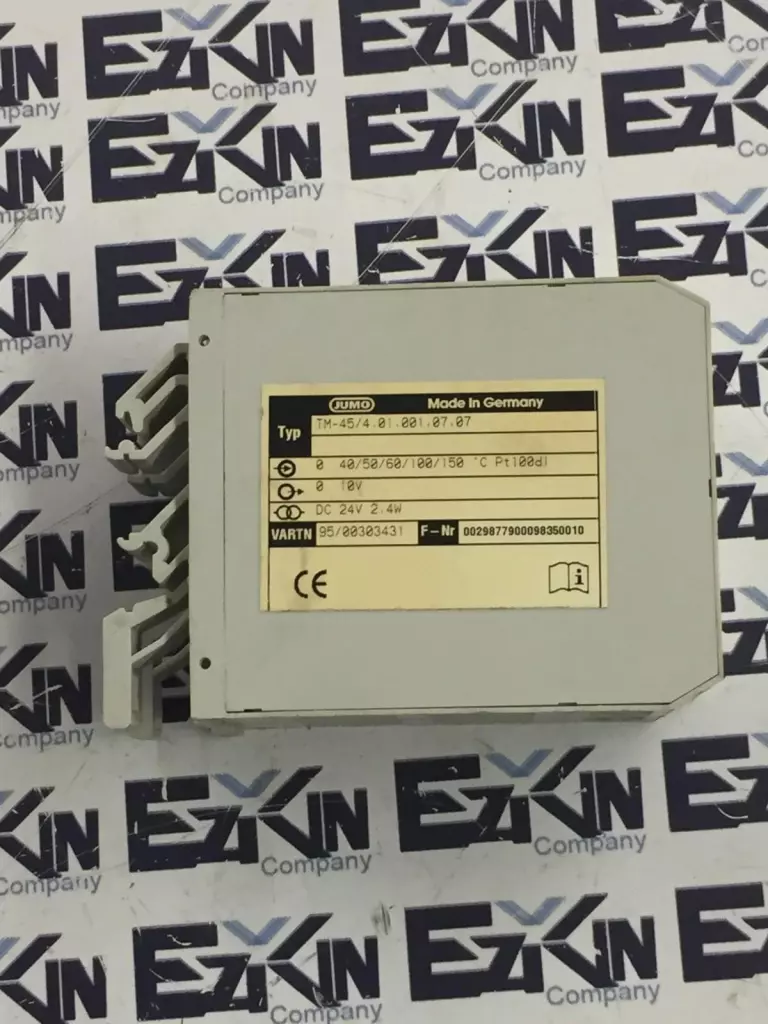 JUMO Made in Germany
Typ TM-45/4.01.001.07.07
0 40/50/60/100/150 °C Pt100dl
0 10V
DC 24V 2.4W
VARTN 95/00303431 F-Nr 0029877900098350010
CE
i
EZKIN Company